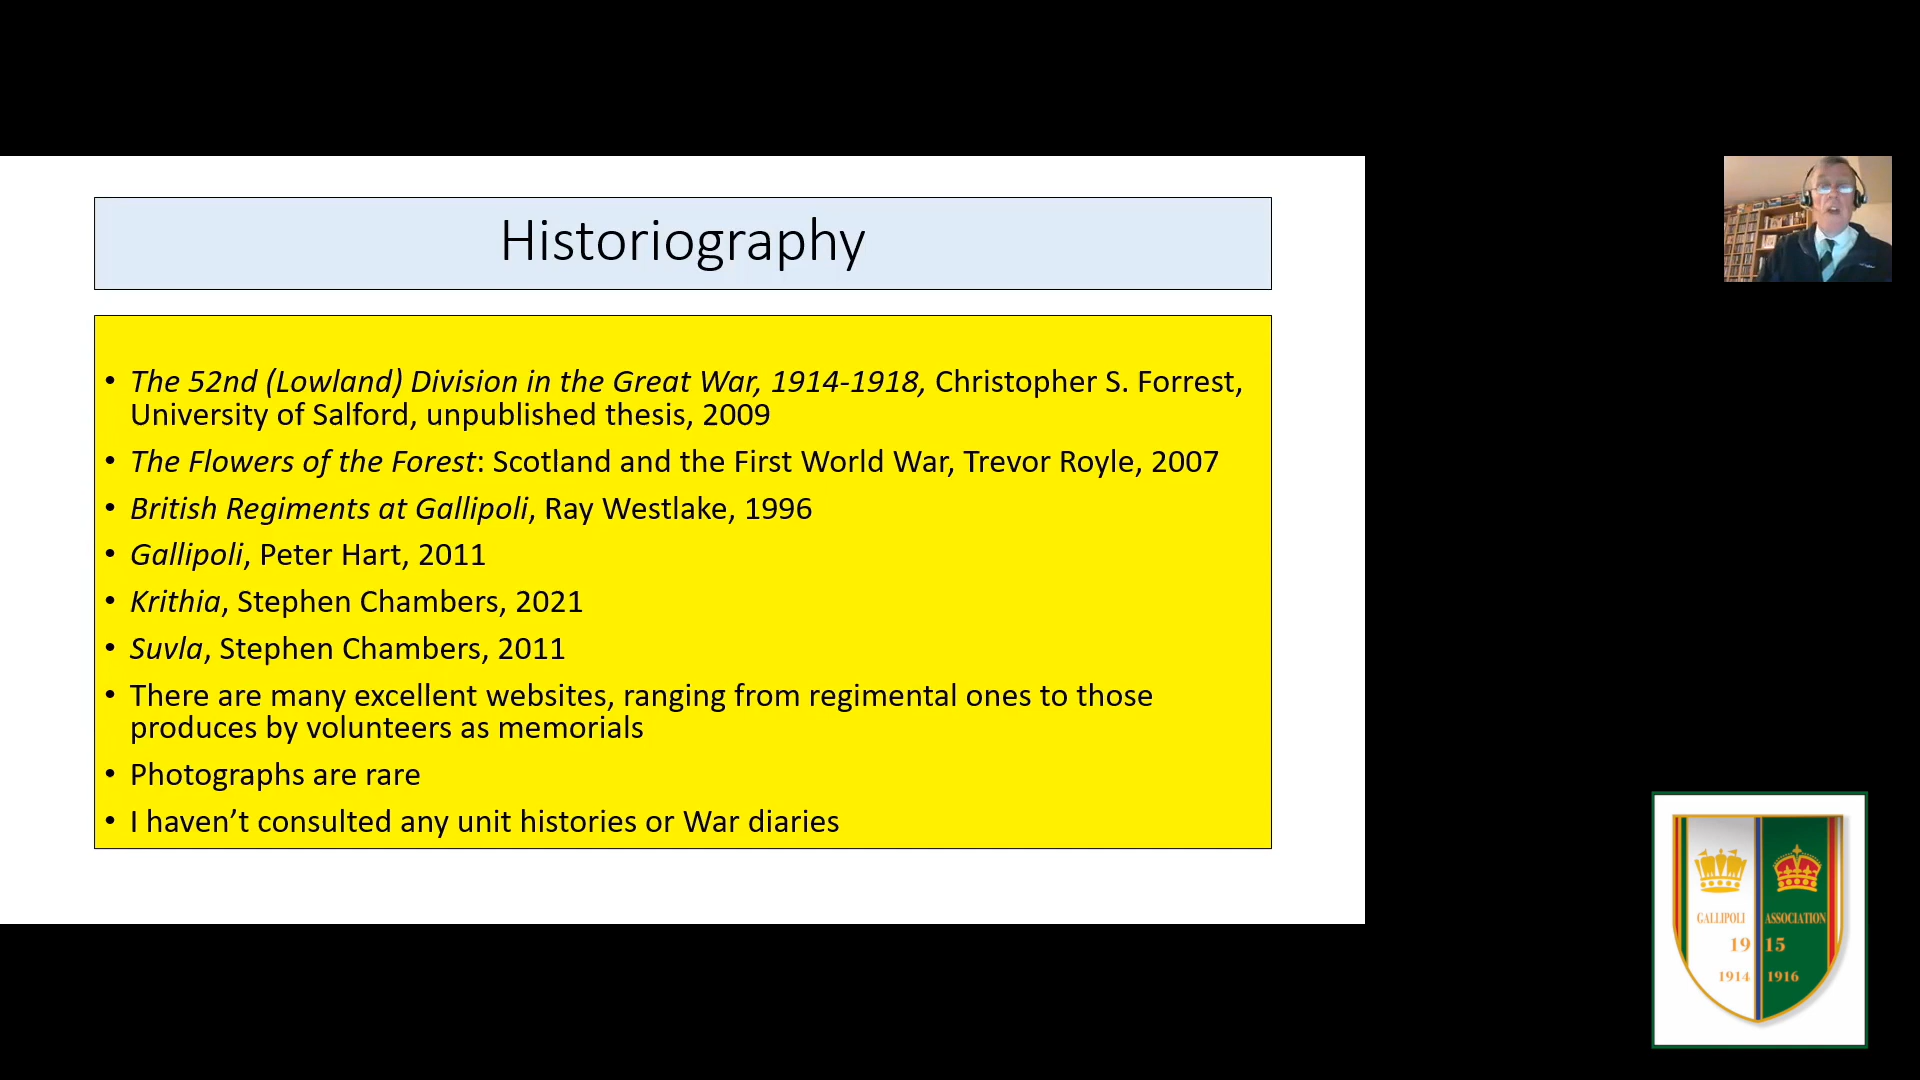 Historiography
• The 52nd (Lowland) Division in the Great War, 1914-1918, Christopher S. Forrest,
University of Salford, unpublished thesis, 2009
• The Flowers of the Forest: Scotland and the First World War, Trevor Royle, 2007
• British Regiments at Gallipoli, Ray Westlake, 1996
• Gallipoli, Peter Hart, 2011
• Krithia, Stephen Chambers, 2021
• Suvla, Stephen Chambers, 2011
• There are many excellent websites, ranging from regimental ones to those
produces by volunteers as memorials
• Photographs are rare
• I haven’t consulted any unit histories or War diaries
GALLIPOLI ASSOCIATION
19 15
1914 1916